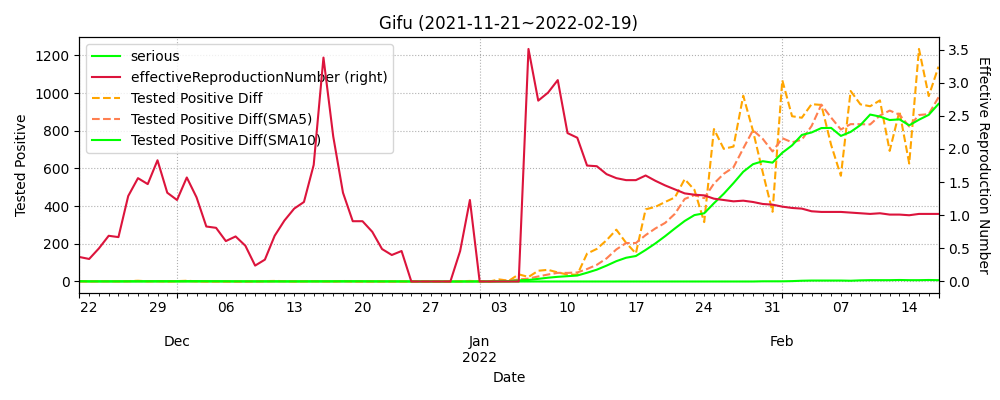 Gifu (2021-11-21~2022-02-19)
serious
effectiveReproductionNumber (right)
Tested Positive Diff
Tested Positive Diff(SMA5)
Tested Positive Diff(SMA10)
Tested Positive
1200
1000
800
600
400
200
0
3.5
3.0
2.5
2.0
1.5
1.0
0.5
0.0
Effective Reproduction Number
22 29 06 13 20 27 03 10 17 24 31 07 14
Dec Jan Feb
2022
Date